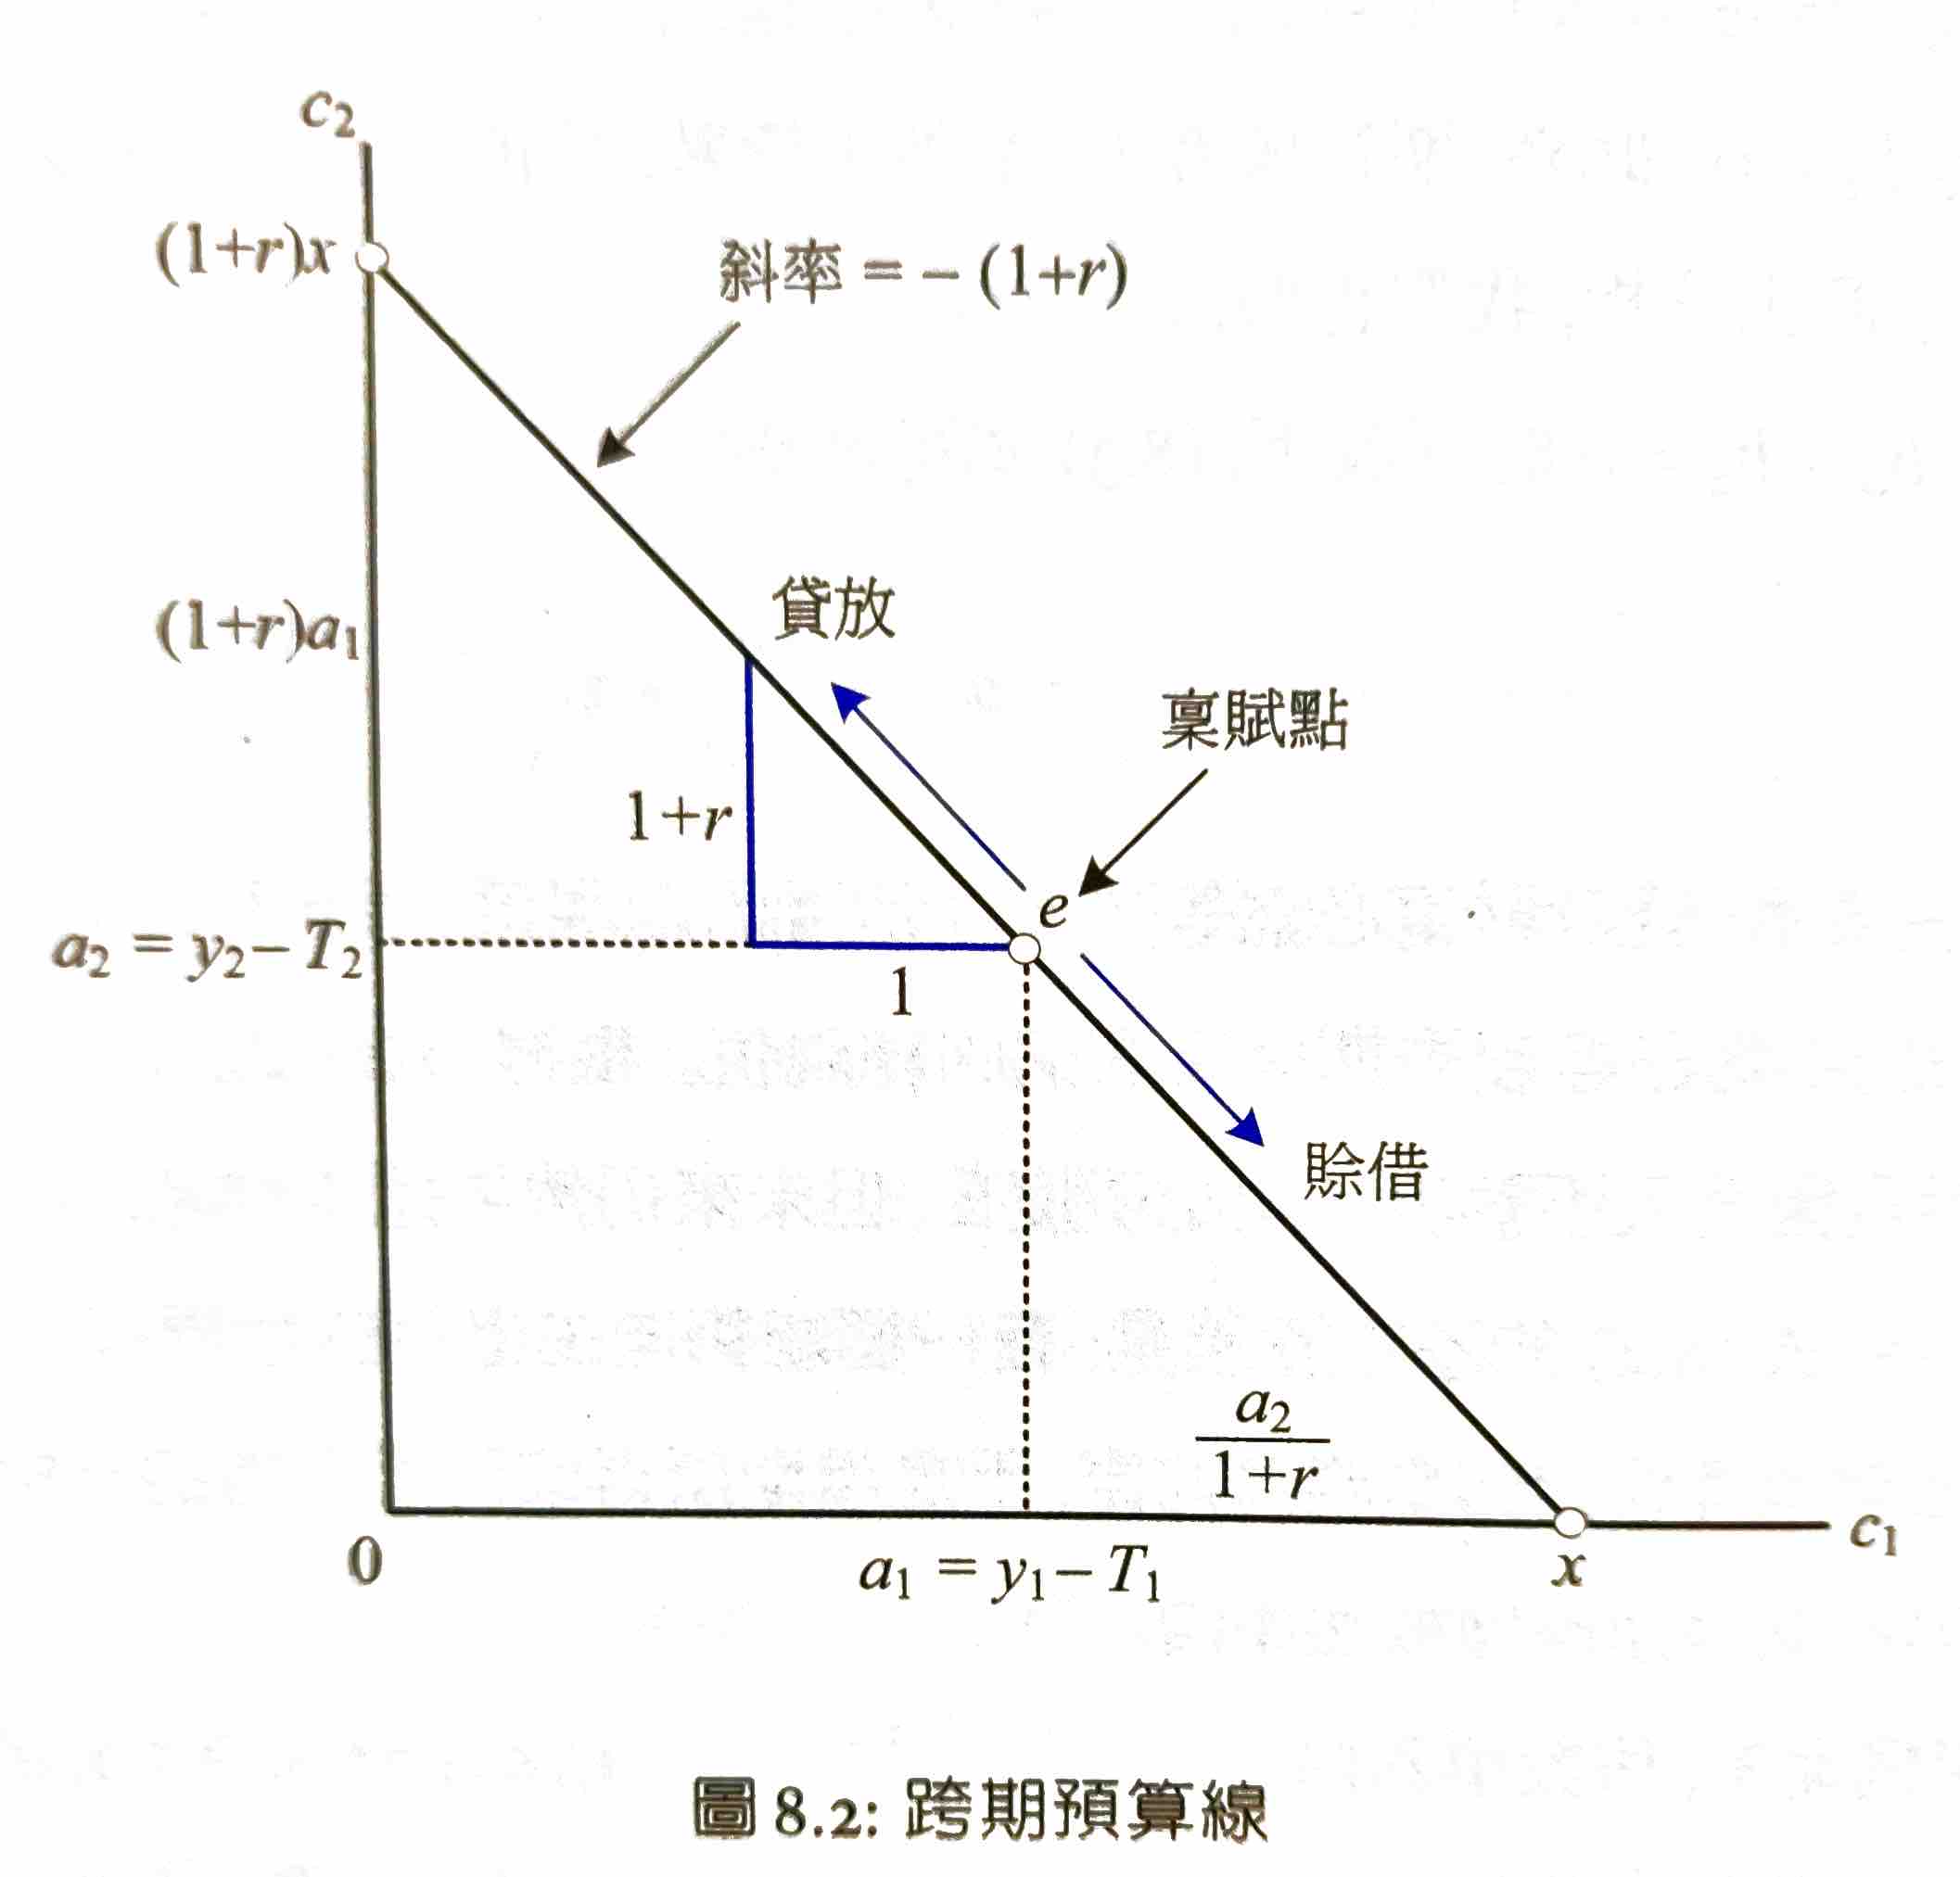 c₂
(1+r)x
斜率 = – (1+r)
貸放
(1+r)a₁
稟賦點
1+r
e
a₂ = y₂– T₂
1
賒借
a₂
1+r
c₁
0
a₁ = y₁– T₁
x
圖 8.2: 跨期預算線